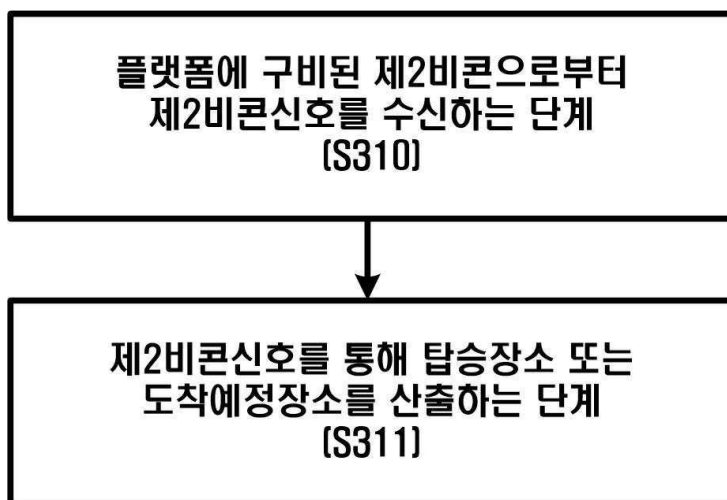 플랫폼에 구비된 제2비콘으로부터
제2비콘신호를 수신하는 단계
(S310)
제2비콘신호를 통해 탑승장소 또는
도착예정장소를 산출하는 단계
(S311)